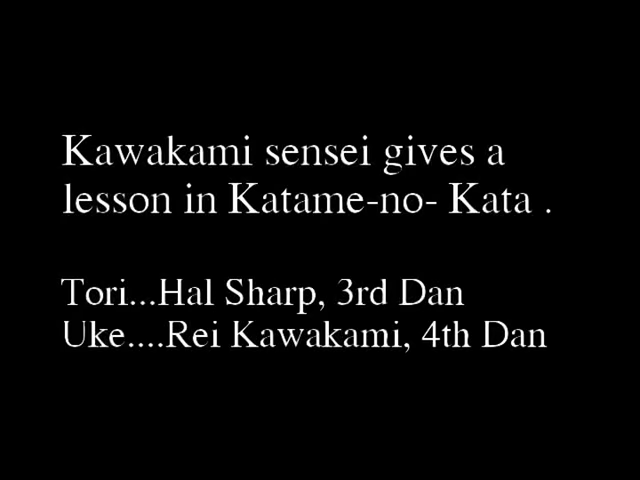 Kawakami sensei gives a
lesson in Katame-no- Kata .
Tori...Hal Sharp, 3rd Dan
Uke....Rei Kawakami, 4th Dan